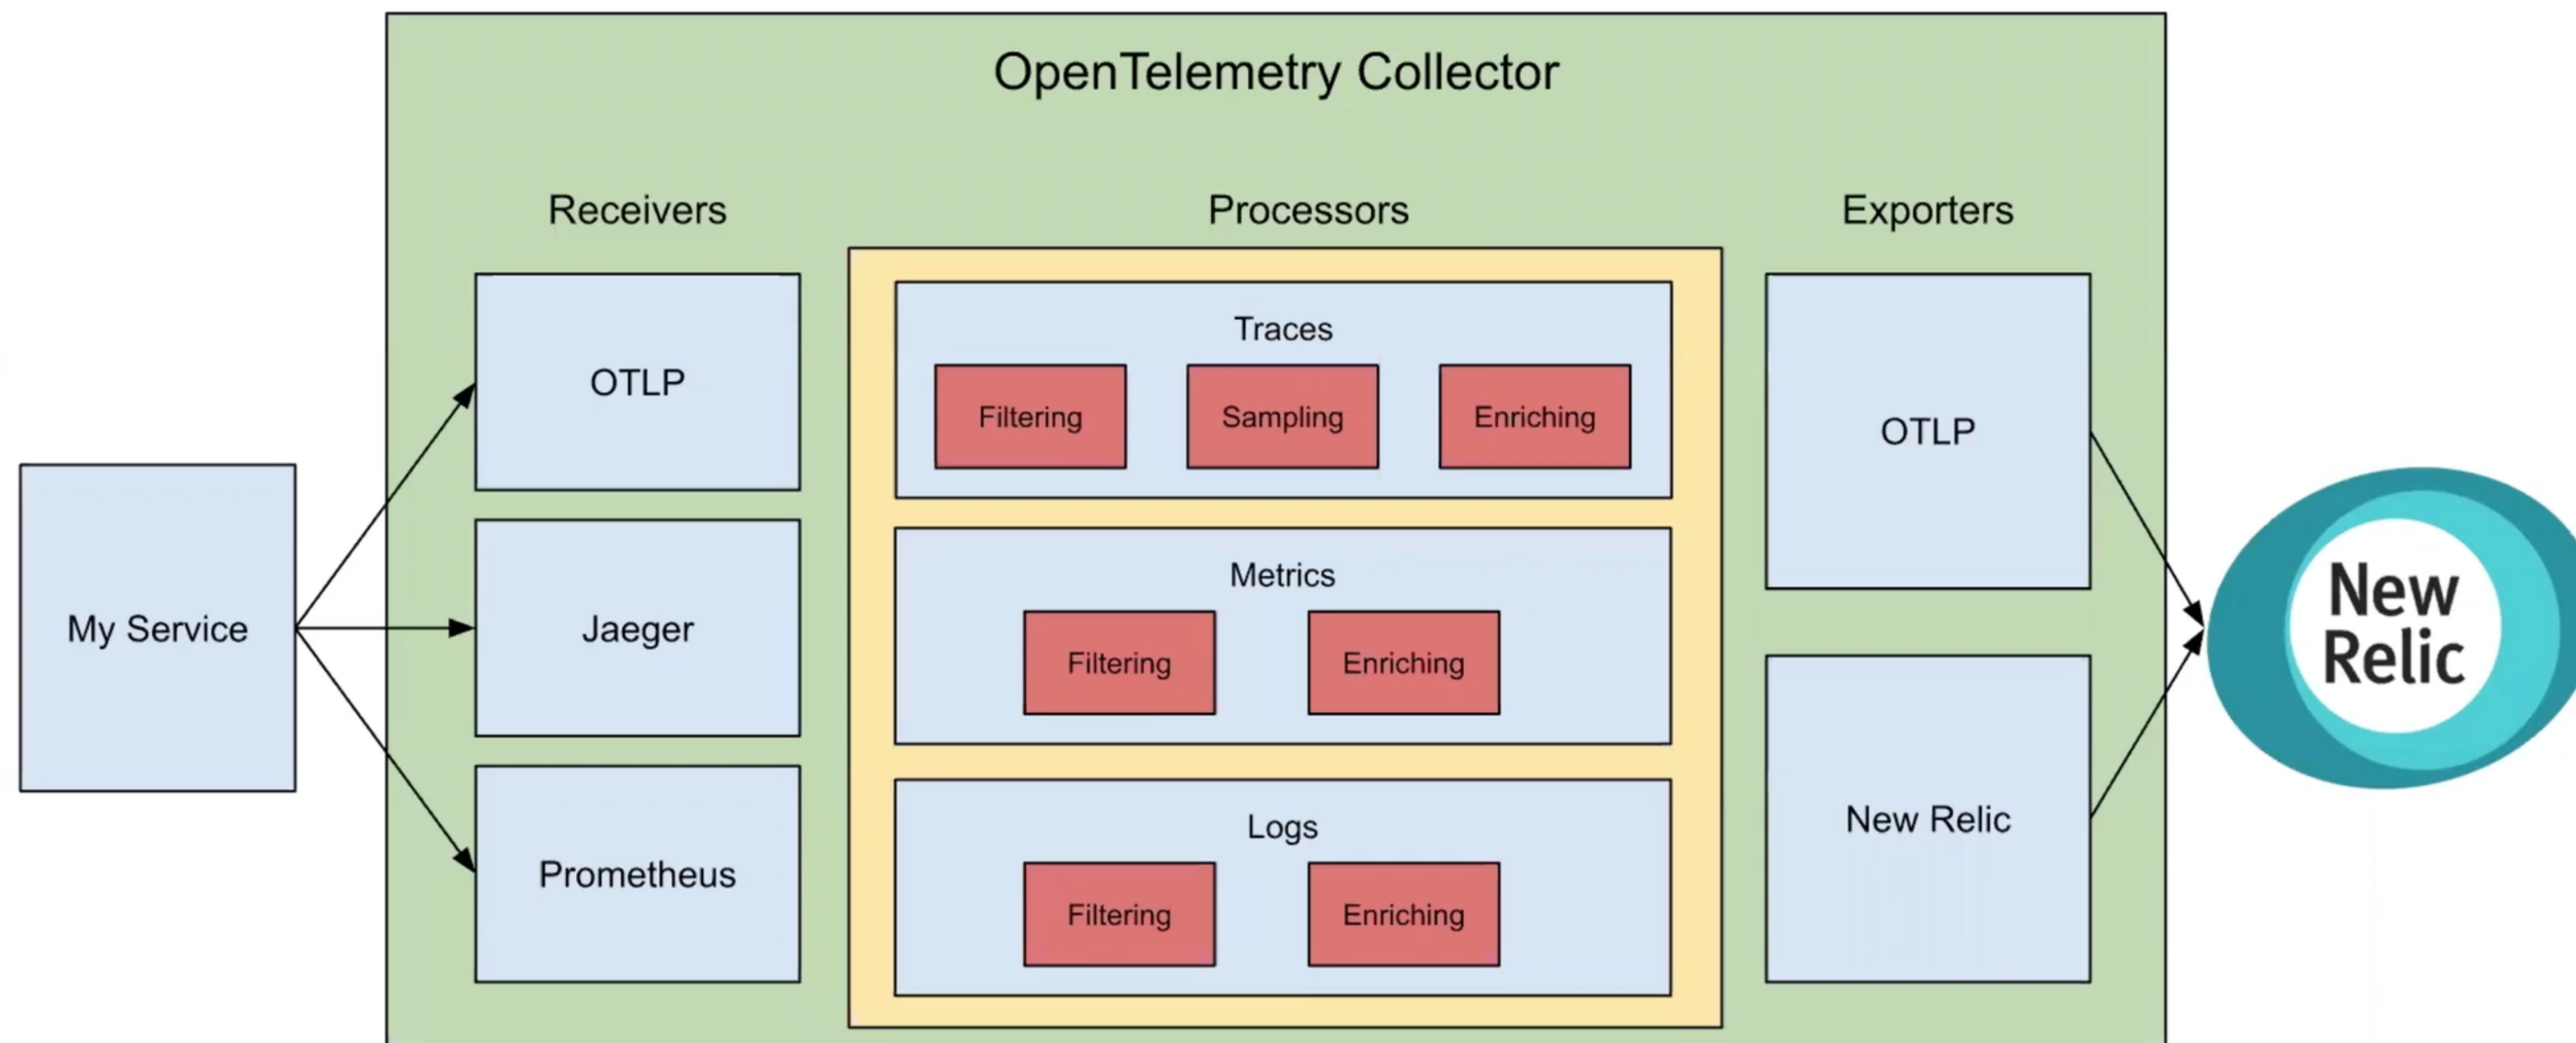 OpenTelemetry Collector
Receivers
Processors
Exporters
My Service
OTLP
Jaeger
Prometheus
Traces
Filtering
Sampling
Enriching
Metrics
Filtering
Enriching
Logs
Filtering
Enriching
OTLP
New Relic
New
Relic